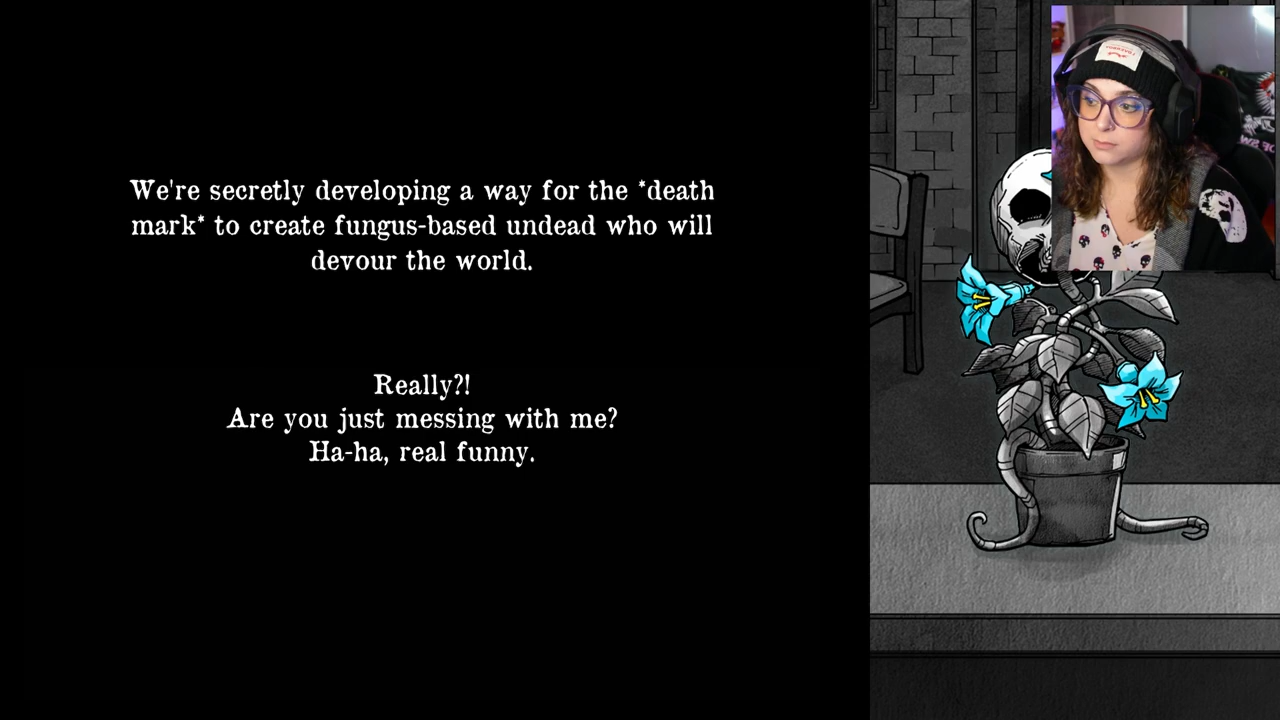 We're secretly developing a way for the *death
mark* to create fungus-based undead who will
devour the world.
Really?!
Are you just messing with me?
Ha-ha, real funny.